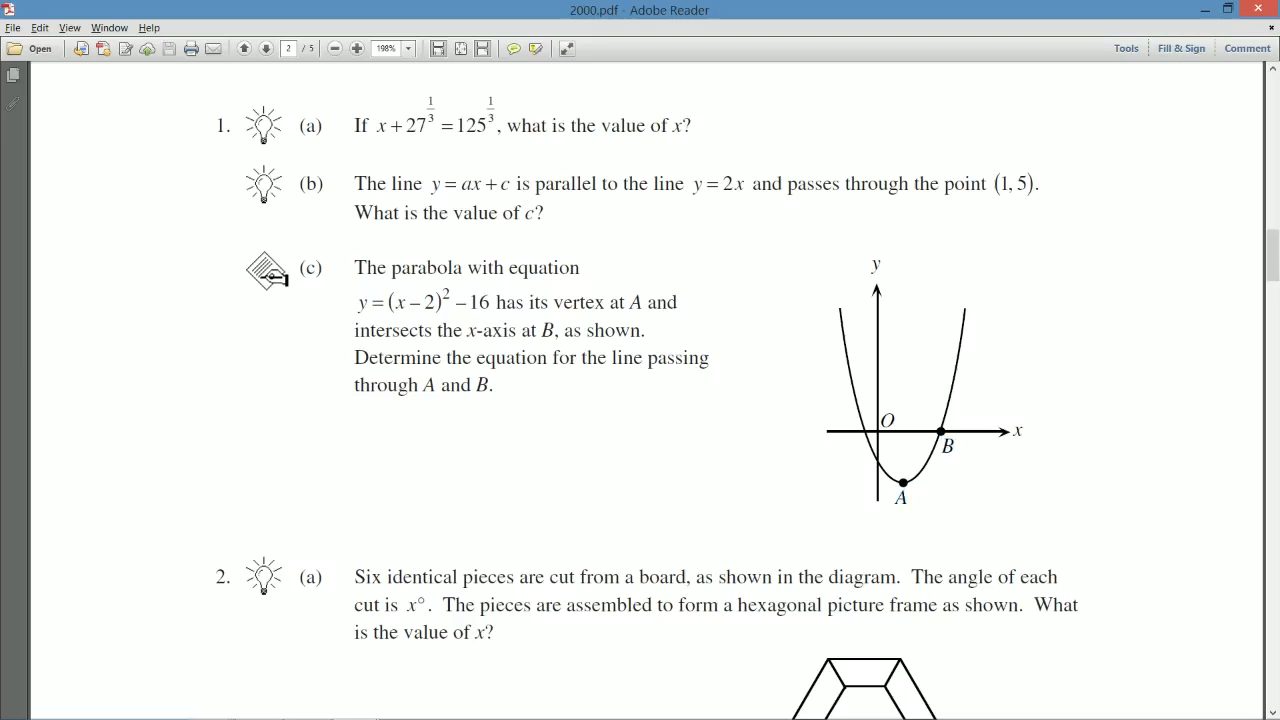 2000.pdf - Adobe Reader
File Edit View Window Help
Open 2 / 5 198% Tools Fill & Sign Comment
1. (a) If x + 27^{1/3} = 125^{1/3}, what is the value of x?
(b) The line y = ax + c is parallel to the line y = 2x and passes through the point (1, 5).
What is the value of c?
(c) The parabola with equation
y = (x – 2)² – 16 has its vertex at A and
intersects the x-axis at B, as shown.
Determine the equation for the line passing
through A and B.
y
O
x
B
A
2. (a) Six identical pieces are cut from a board, as shown in the diagram. The angle of each
cut is x°. The pieces are assembled to form a hexagonal picture frame as shown. What
is the value of x?